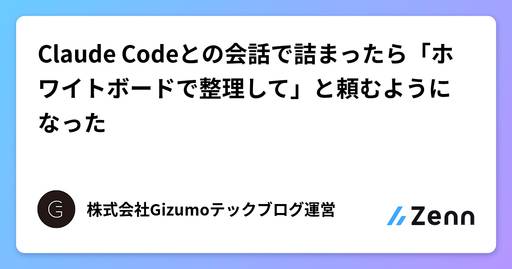 Claude Codeとの会話で詰まったら「ホ
ワイトボードで整理して」と頼むように
なった
株式会社Gizumoテックブログ運営
Zenn